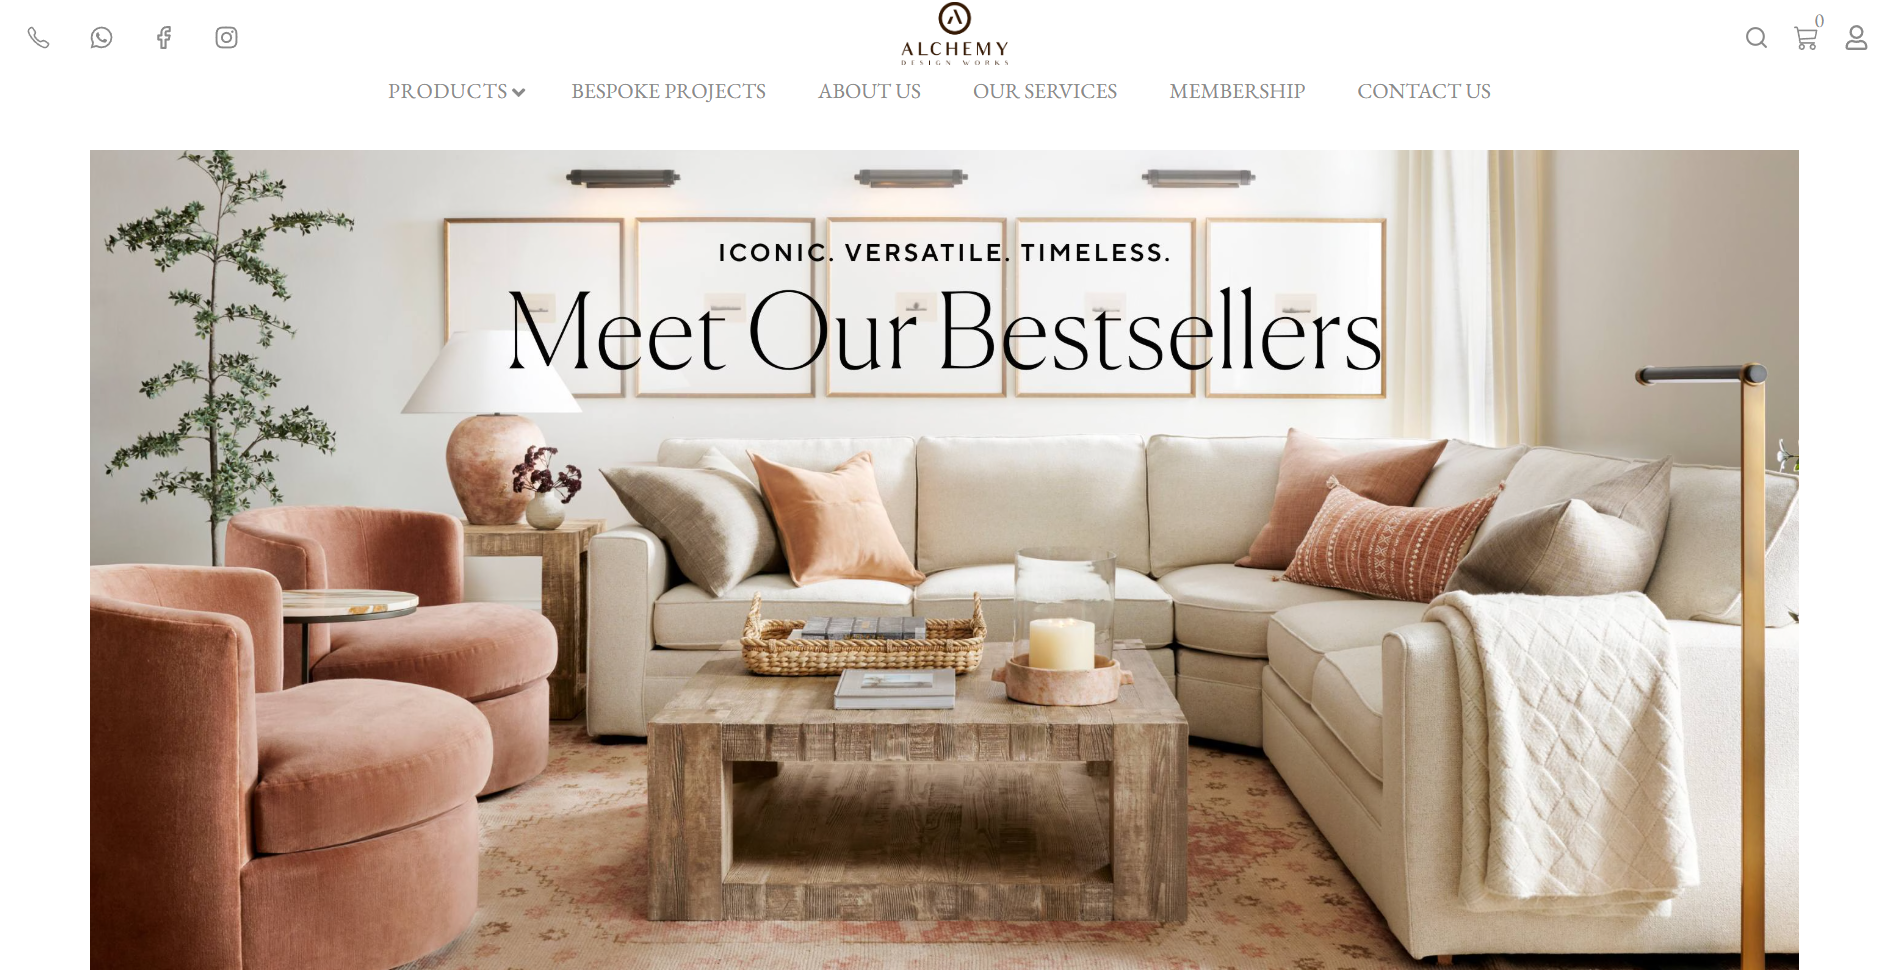 0
ALCHEMY
DESIGN WORKS
PRODUCTS BESPOKE PROJECTS ABOUT US OUR SERVICES MEMBERSHIP CONTACT US
ICONIC. VERSATILE. TIMELESS.
Meet Our Bestsellers